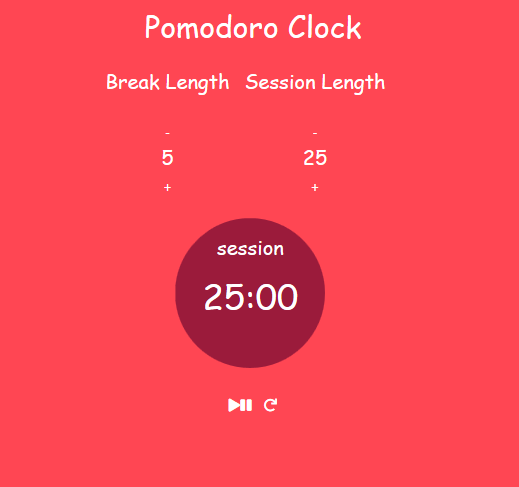 Pomodoro Clock
Break Length Session Length
- -
5 25
+ +
session
25:00